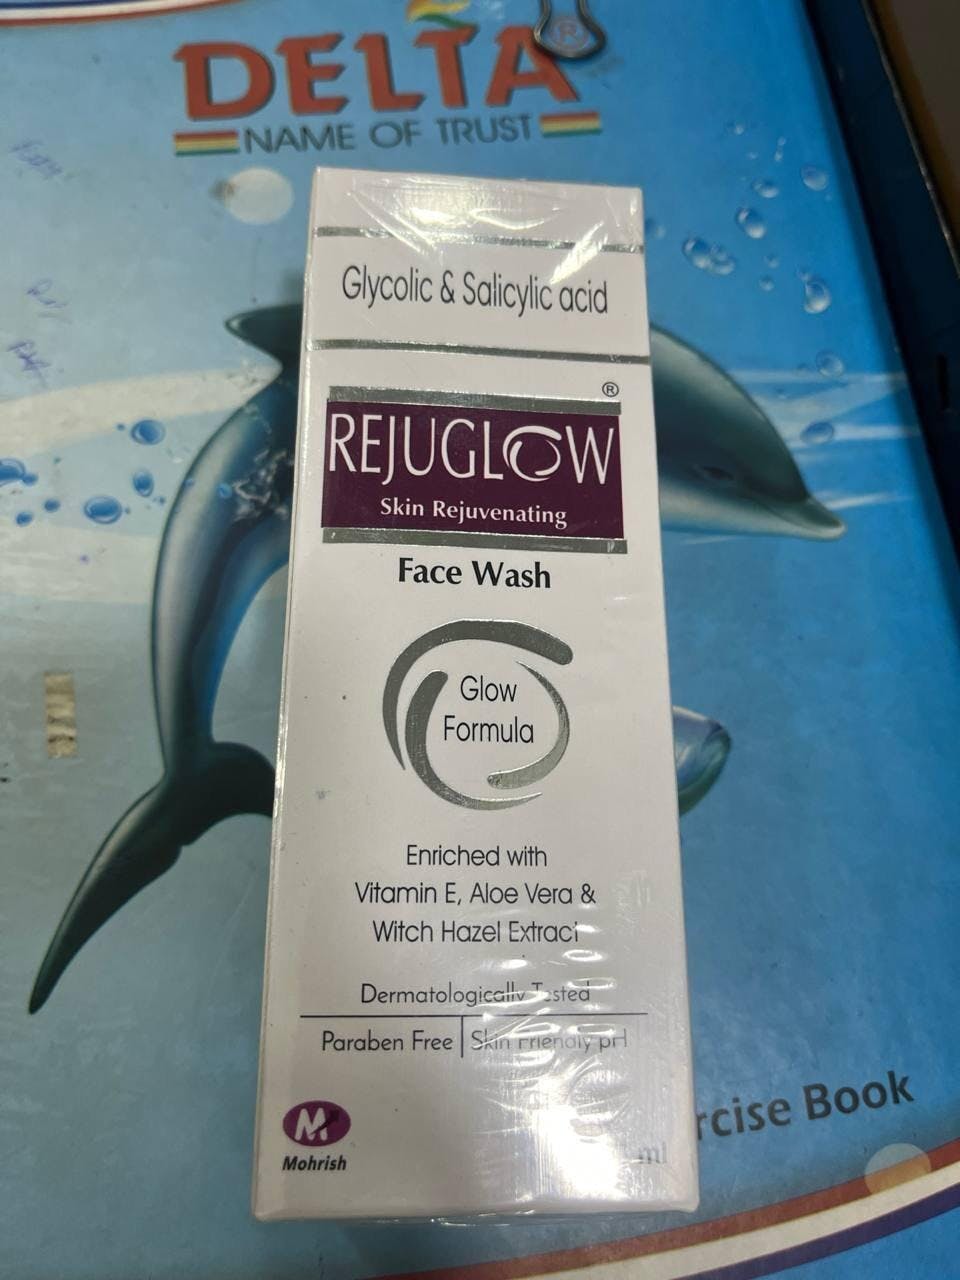 DELTA
®
NAME OF TRUST
Glycolic & Salicylic acid
®
REJUGLOW
Skin Rejuvenating
Face Wash
Glow
Formula
Enriched with
Vitamin E, Aloe Vera &
Witch Hazel Extract
Dermatologically Tested
Paraben Free | Skin Friendly pH
M
Mohrish
ml
rcise Book